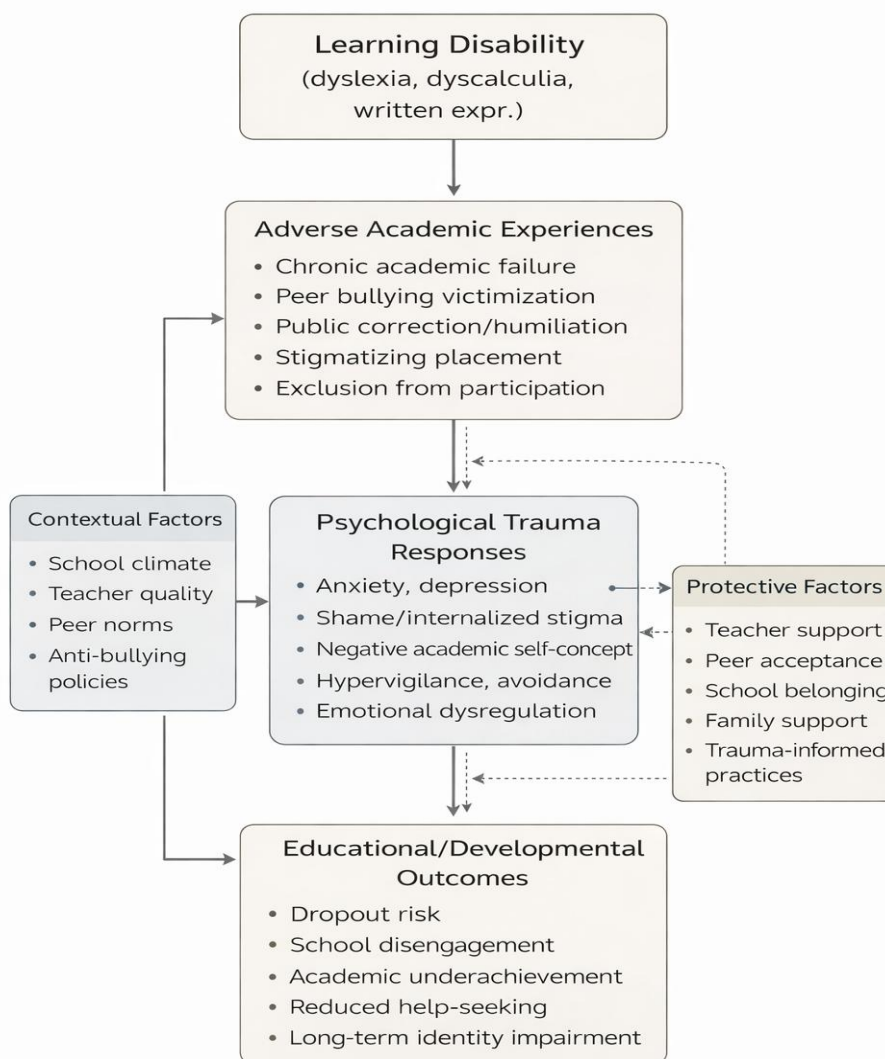 Learning Disability
(dyslexia, dyscalculia,
written expr.)
Adverse Academic Experiences
• Chronic academic failure
• Peer bullying victimization
• Public correction/humiliation
• Stigmatizing placement
• Exclusion from participation
Contextual Factors
• School climate
• Teacher quality
• Peer norms
• Anti-bullying
policies
Psychological Trauma
Responses
• Anxiety, depression
• Shame/internalized stigma
• Negative academic self-concept
• Hypervigilance, avoidance
• Emotional dysregulation
Protective Factors
• Teacher support
• Peer acceptance
• School belonging
• Family support
• Trauma-informed
practices
Educational/Developmental
Outcomes
• Dropout risk
• School disengagement
• Academic underachievement
• Reduced help-seeking
• Long-term identity impairment